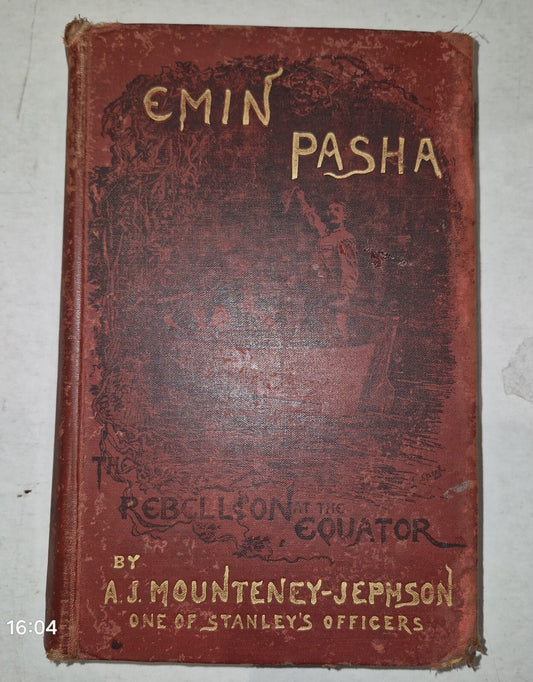 EMIN
PASHA
THE
REBELLION AT THE
EQUATOR
BY
A.J. MOUNTENEY-JEPHSON
ONE OF STANLEY'S OFFICERS
16:04